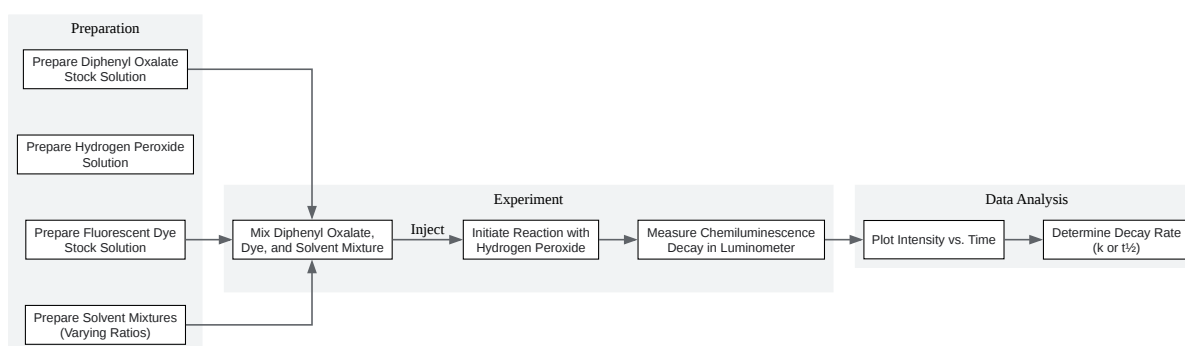 Preparation
Prepare Diphenyl Oxalate
Stock Solution
Prepare Hydrogen Peroxide
Solution
Prepare Fluorescent Dye
Stock Solution
Prepare Solvent Mixtures
(Varying Ratios)
Experiment
Mix Diphenyl Oxalate,
Dye, and Solvent Mixture
Inject
Initiate Reaction with
Hydrogen Peroxide
Measure Chemiluminescence
Decay in Luminometer
Data Analysis
Plot Intensity vs. Time
Determine Decay Rate
(k or t½)